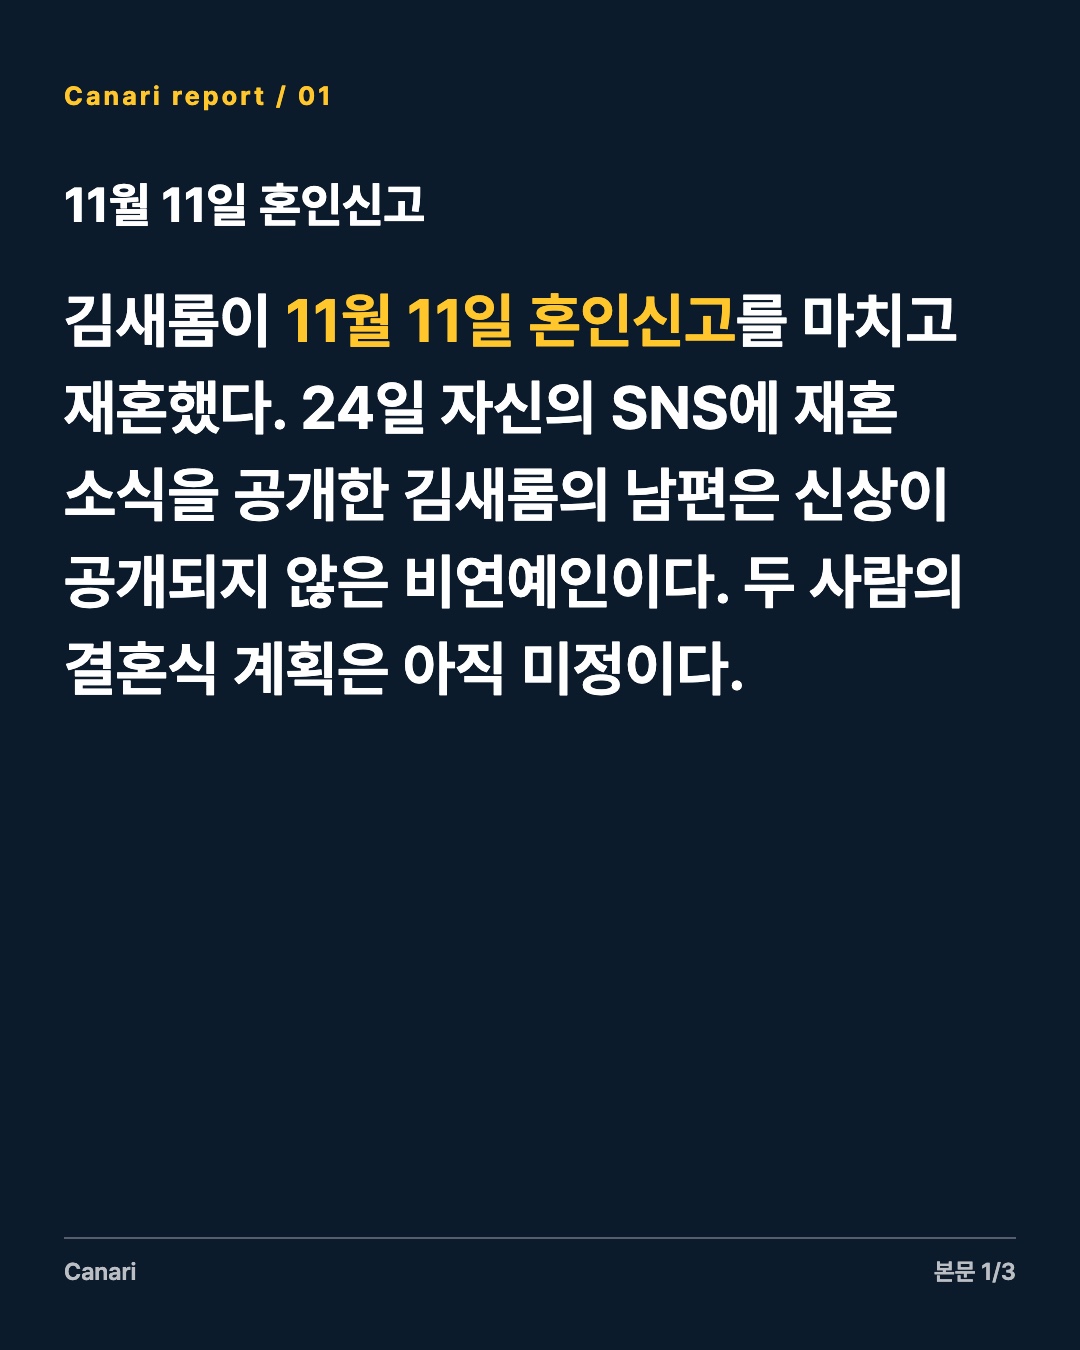 Canari report / 01
11월 11일 혼인신고
김새롬이 11월 11일 혼인신고를 마치고
재혼했다. 24일 자신의 SNS에 재혼
소식을 공개한 김새롬의 남편은 신상이
공개되지 않은 비연예인이다. 두 사람의
결혼식 계획은 아직 미정이다.
Canari
본문 1/3